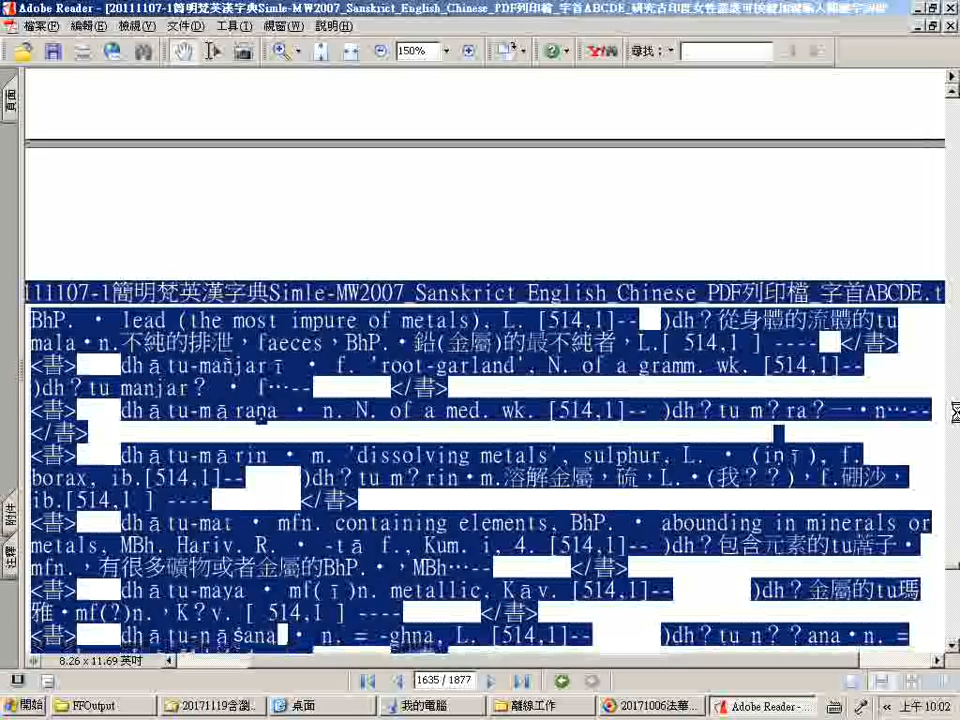 Adobe Reader - [20111107-1簡明梵英漢字典Simle-MW2007_Sanskrict_English_Chinese_PDF列印檔_字首ABCDE_研究古印度女性
檔案(F) 編輯(E) 檢視(V) 文件(D) 工具(T) 視窗(W) 說明(H)
150% 尋找:
頁面
11107-1簡明梵英漢字典Simle-MW2007_Sanskrict_English_Chinese_PDF列印檔_字首ABCDE.t
BhP. · lead (the most impure of metals), L. [514,1]-- )dh?從身體的流體的tu
mala·n.不純的排泄,faeces,BhP.·鉛(金屬)的最不純者,L.[ 514,1 ] ---- </書>
<書> dhātu-mañjarī · f. 'root-garland', N. of a gramm. wk. [514,1]--
)dh?tu manjar? · f…-- </書>
<書> dhātu-māraṇa · n. N. of a med. wk. [514,1]-- )dh?tu m?ra?一·n…--
</書>
<書> dhātu-mārin · m. 'dissolving metals', sulphur, L. · (iṇī), f.
borax, ib.[514,1]-- )dh?tu m?rin·m.溶解金屬,硫,L.·(我??),f.硼沙,
ib.[514,1 ] ---- </書>
<書> dhātu-mat · mfn. containing elements, BhP. · abounding in minerals or
metals, MBh. Hariv. R. · -tā f., Kum. i, 4. [514,1]-- )dh?包含元素的tu蓆子·
mfn.,有很多礦物或者金屬的BhP.·,MBh…-- </書>
<書> dhātu-maya · mf(ī)n. metallic, Kāv. [514,1]-- )dh?金屬的tu瑪
雅·mf(?)n.,K?v. [ 514,1 ] ---- </書>
<書> dhātu-nāśana · n. = -ghna, L. [514,1]-- )dh?tu n??ana·n. =
附件
注釋
8.26 x 11.69 英吋
1635 / 1877
開始 FFOutput 20171119含瀏... 桌面 我的電腦 離線工作 20171006法華... Adobe Reader - [... 上午 10:02